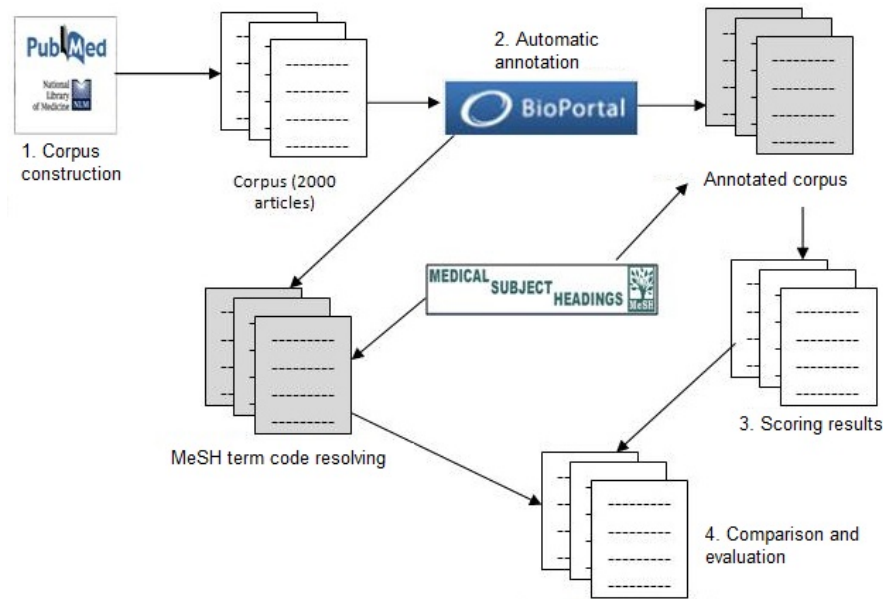 PubMed
National
Library
of Medicine NLM
1. Corpus
construction
Corpus (2000
articles)
2. Automatic
annotation
BioPortal
Annotated corpus
MEDICAL
SUBJECT
HEADINGS
MeSH
MeSH term code resolving
3. Scoring results
4. Comparison and
evaluation